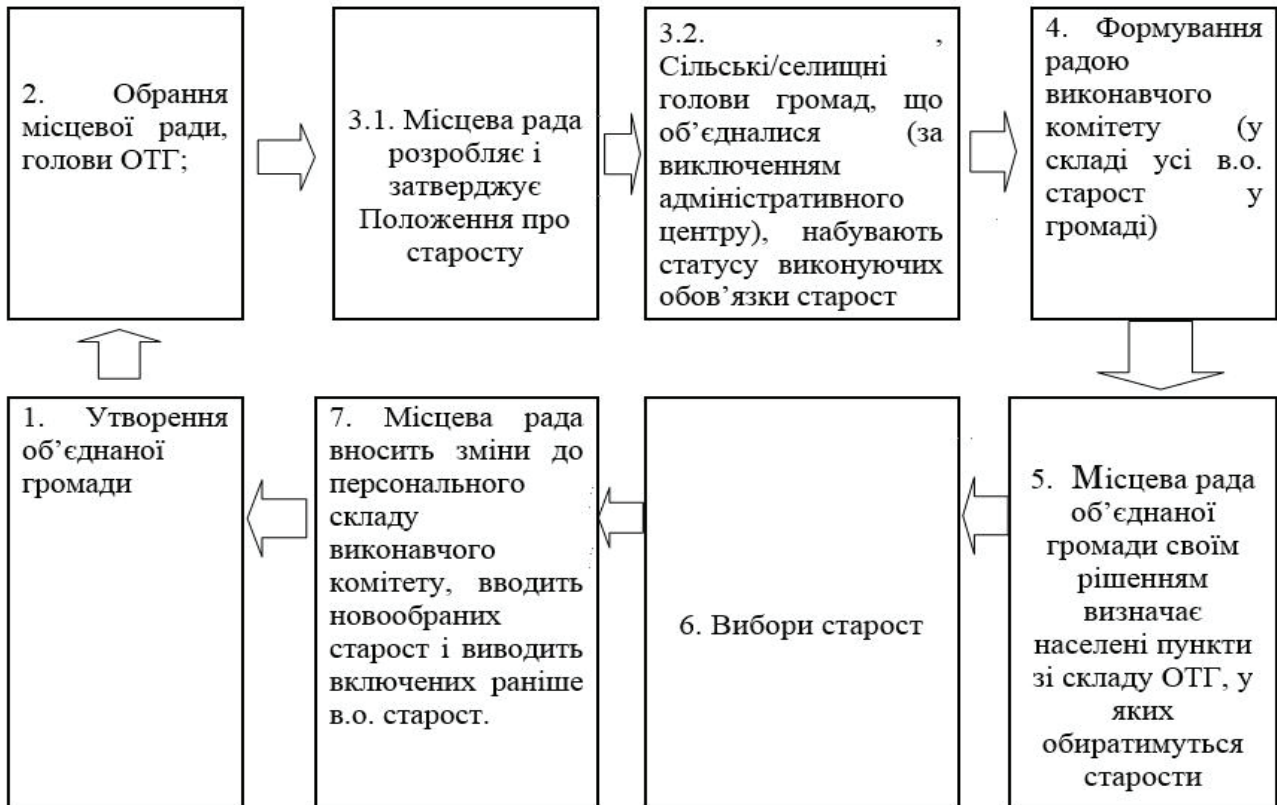 2. Обрання
місцевої ради,
голови ОТГ;
3.1. Місцева рада
розробляє і
затверджує
Положення про
старосту
3.2. ,
Сільські/селищні
голови громад, що
об’єдналися (за
виключенням
адміністративного
центру), набувають
статусу виконуючих
обов’язки старост
4. Формування
радою
виконавчого
комітету (у
складі усі в.о.
старост у
громаді)
1. Утворення
об’єднаної
громади
7. Місцева рада
вносить зміни до
персонального
складу
виконавчого
комітету, вводить
новообраних
старост і виводить
включених раніше
в.о. старост.
6. Вибори старост
5. Місцева рада
об’єднаної
громади своїм
рішенням
визначає
населені пункти
зі складу ОТГ, у
яких
обиратимуться
старости